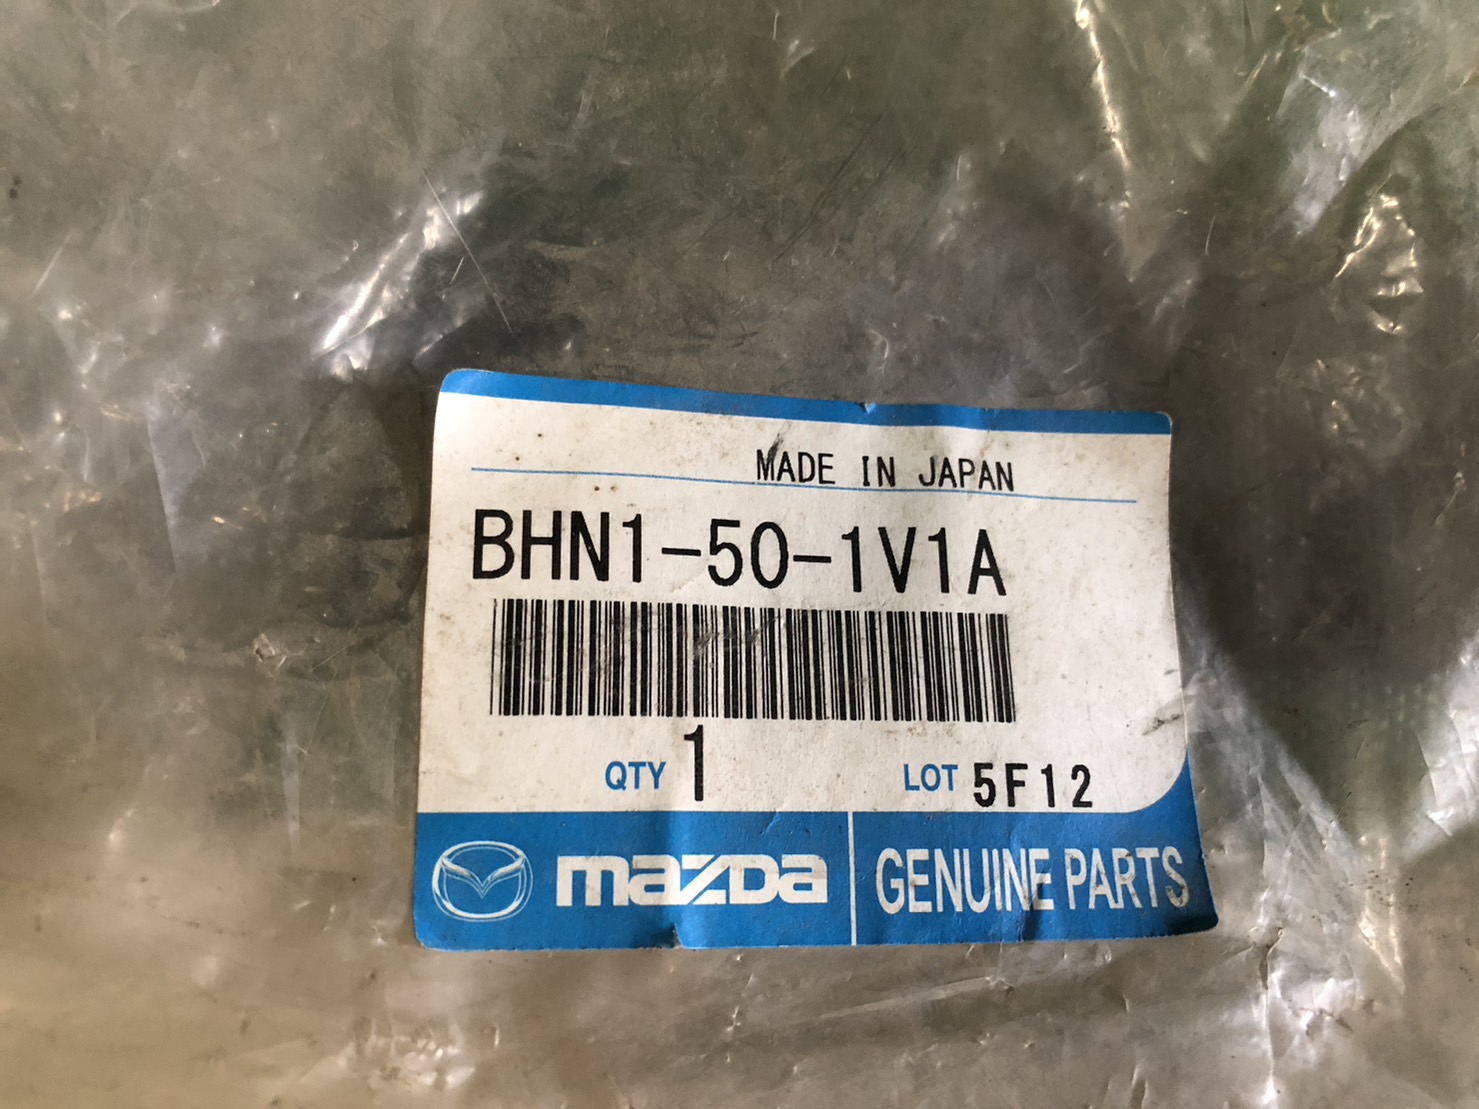 MADE IN JAPAN
BHN1-50-1V1A
QTY 1 LOT 5F12
mazda GENUINE PARTS